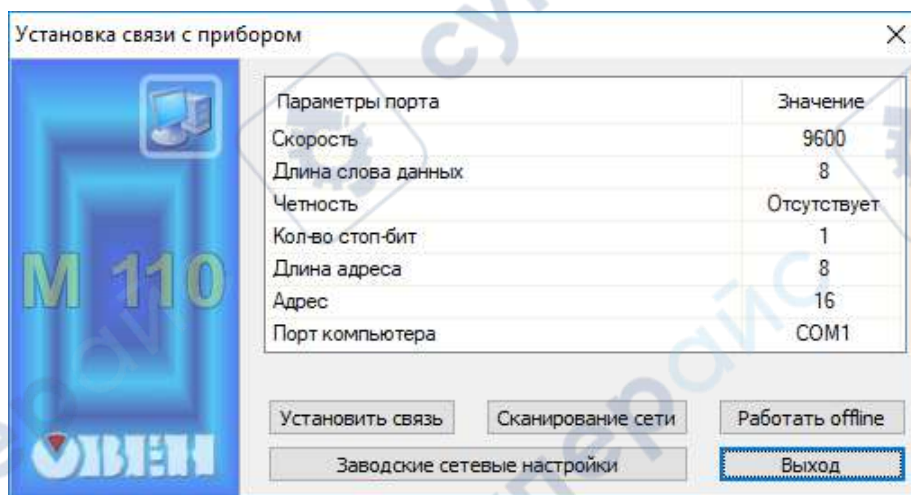 Установка связи с прибором
Параметры порта Значение
Скорость 9600
Длина слова данных 8
Четность Отсутствует
Кол-во стоп-бит 1
Длина адреса 8
Адрес 16
Порт компьютера COM1
М 110
ОВЕН
Установить связь Сканирование сети Работать offline
Заводские сетевые настройки Выход